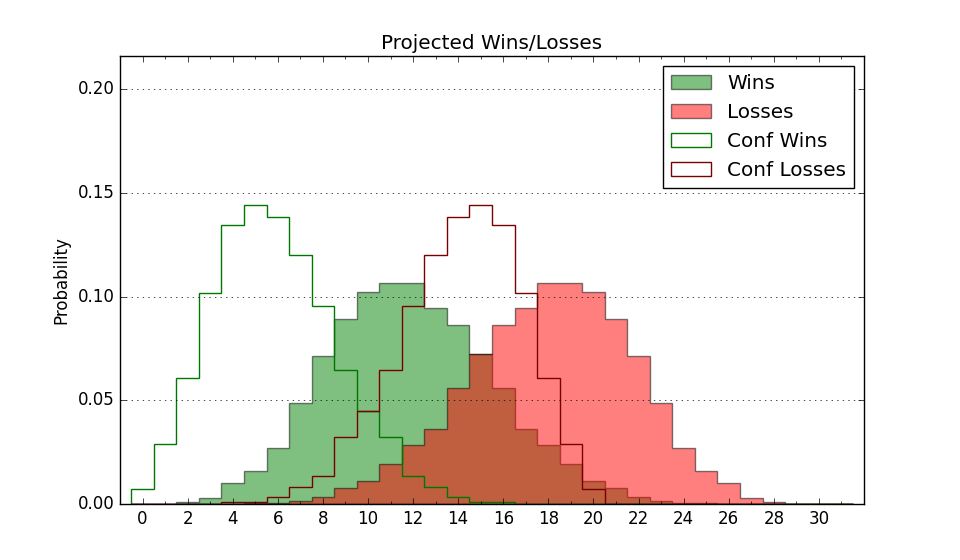 Projected Wins/Losses
Wins
Losses
Conf Wins
Conf Losses
Probability
0.20
0.15
0.10
0.05
0.00
0 2 4 6 8 10 12 14 16 18 20 22 24 26 28 30